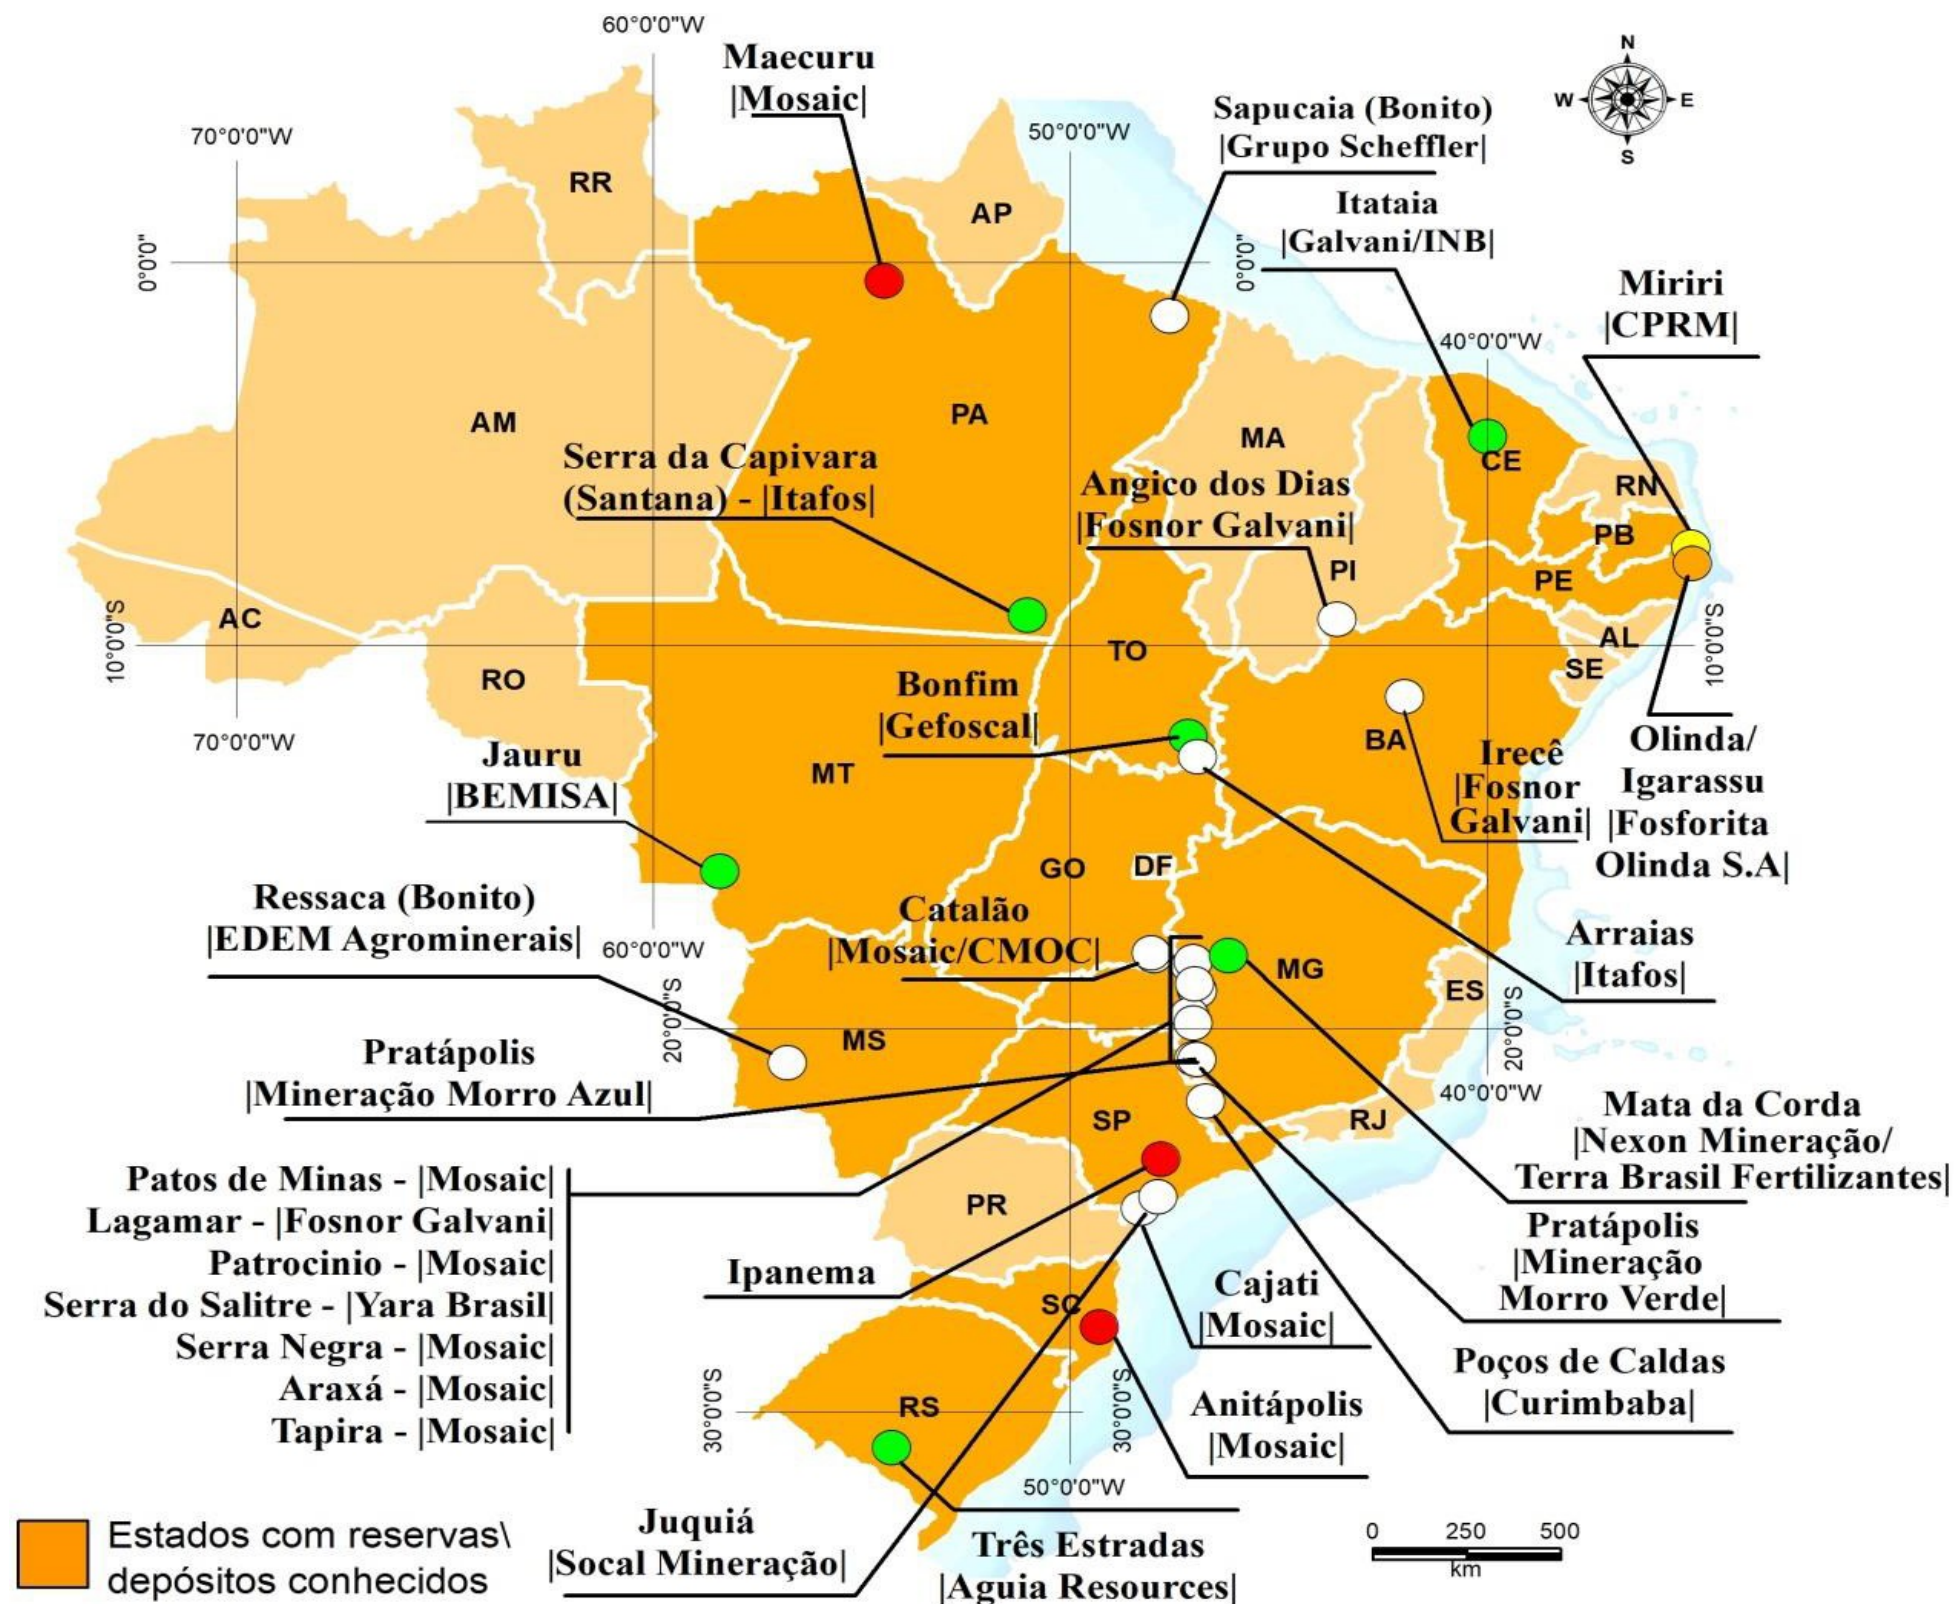 60°0'0"W
Maecuru
|Mosaic|
N
W
E
S
70°0'0"W
50°0'0"W
Sapucaia (Bonito)
|Grupo Scheffler|
RR
AP
Itataia
|Galvani/INB|
0°0'0"
0°0'0"
Miriri
|CPRM|
40°0'0"W
AM
PA
MA
CE
RN
PB
PE
PI
Serra da Capivara
(Santana) - |Itafos|
Angico dos Dias
|Fosnor Galvani|
AC
10°0'0"S
RO
TO
AL
SE
10°0'0"S
70°0'0"W
Bonfim
|Gefoscal|
Jauru
|BEMISA|
MT
BA
Irecê
|Fosnor
Galvani|
Olinda/
Igarassu
|Fosforita
Olinda S.A|
GO
DF
Ressaca (Bonito)
|EDEM Agrominerais|
60°0'0"W
Catalão
|Mosaic/CMOC|
MG
ES
Arraias
|Itafos|
20°0'0"S
MS
20°0'0"S
40°0'0"W
Pratápolis
|Mineração Morro Azul|
SP
RJ
Mata da Corda
|Nexon Mineração/
Terra Brasil Fertilizantes|
Patos de Minas - |Mosaic|
Lagamar - |Fosnor Galvani|
Patrocinio - |Mosaic|
Serra do Salitre - |Yara Brasil|
Serra Negra - |Mosaic|
Araxá - |Mosaic|
Tapira - |Mosaic|
PR
Ipanema
SC
Cajati
|Mosaic|
Pratápolis
|Mineração
Morro Verde|
Poços de Caldas
|Curimbaba|
RS
30°0'0"S
30°0'0"S
Anitápolis
|Mosaic|
50°0'0"W
Juquiá
|Socal Mineração|
Três Estradas
|Aguia Resources|
0 250 500
km
Estados com reservas\
depósitos conhecidos